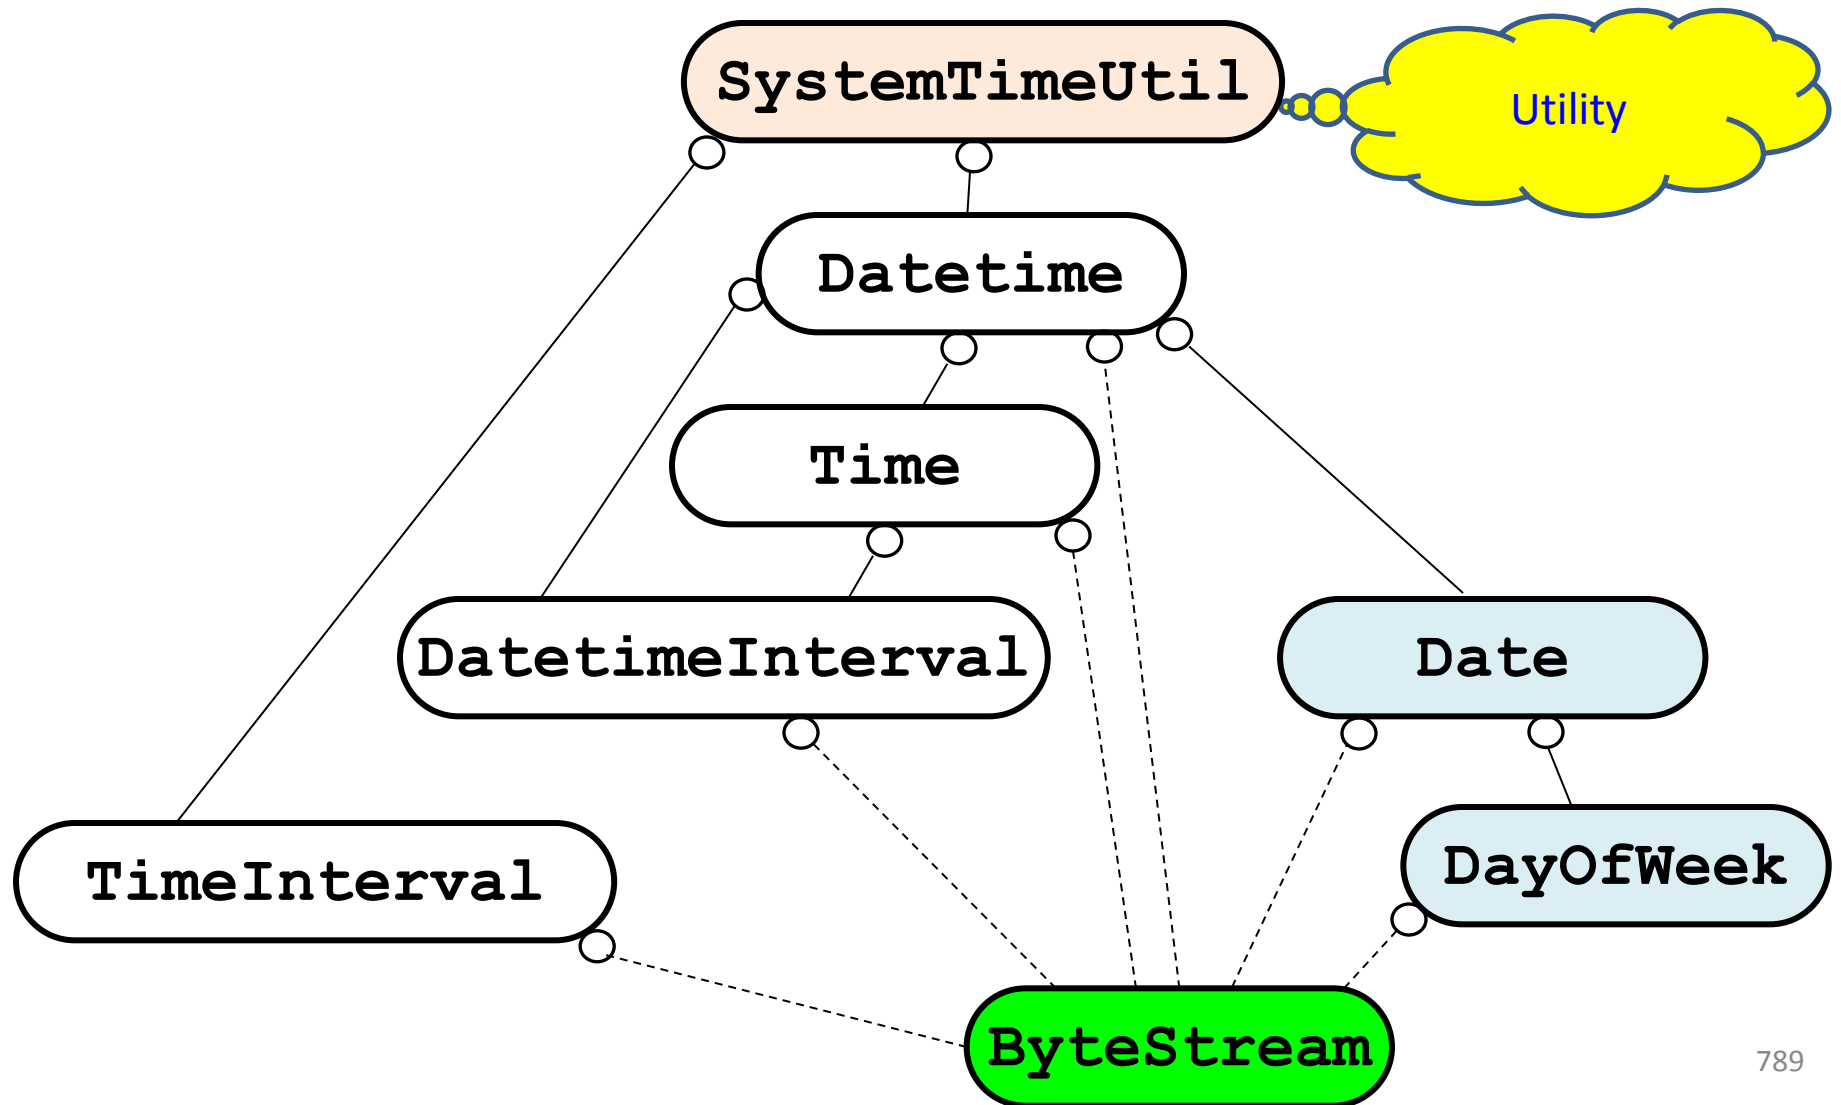 SystemTimeUtil
Utility
Datetime
Time
DatetimeInterval
Date
DayOfWeek
TimeInterval
ByteStream
789